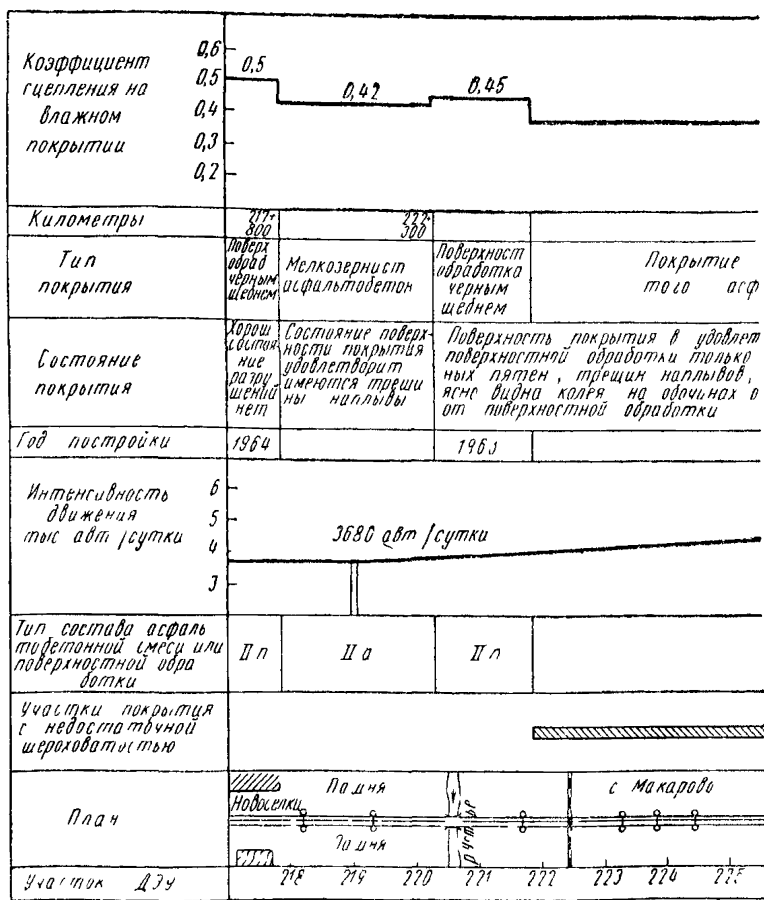 Коэффициент
сцепления на
влажном
покрытии
0,6
0,5
0,4
0,3
0,2
0,5
0,42
0,45
Километры
217+
800
222
300
Тип
покрытия
Поверх
обрад
чёрным
щебнем
Мелкозернист
асфальтобетон
Поверхност
обработка
черным
щебнем
Покрытие
того асф
Состояние
покрытия
Хорош
состоя
ние
разру
шений
нет
Состояние поверх-
ности покрытия
удовлетворит
имеются трещи
ны наплывы
Поверхность покрытия в удовлет
поверхностной обработки только
ных пятен, трещин наплывов,
ясно видна колея на обочинах о
от поверхностной обработки
Год постройки
1964
Интенсивность
движения
тыс авт/сутки
6
5
4
3
3680 авт/сутки
Тип состава асфаль
тобетонной смеси или
поверхностной обра
ботки
II п
II а
II п
Участки покрытия
с недостаточной
шероховатостью
План
Новоселки
Пашня
Пашня
с Макарово
Участок ДЭУ
218
219
220
221
222
223
224
225